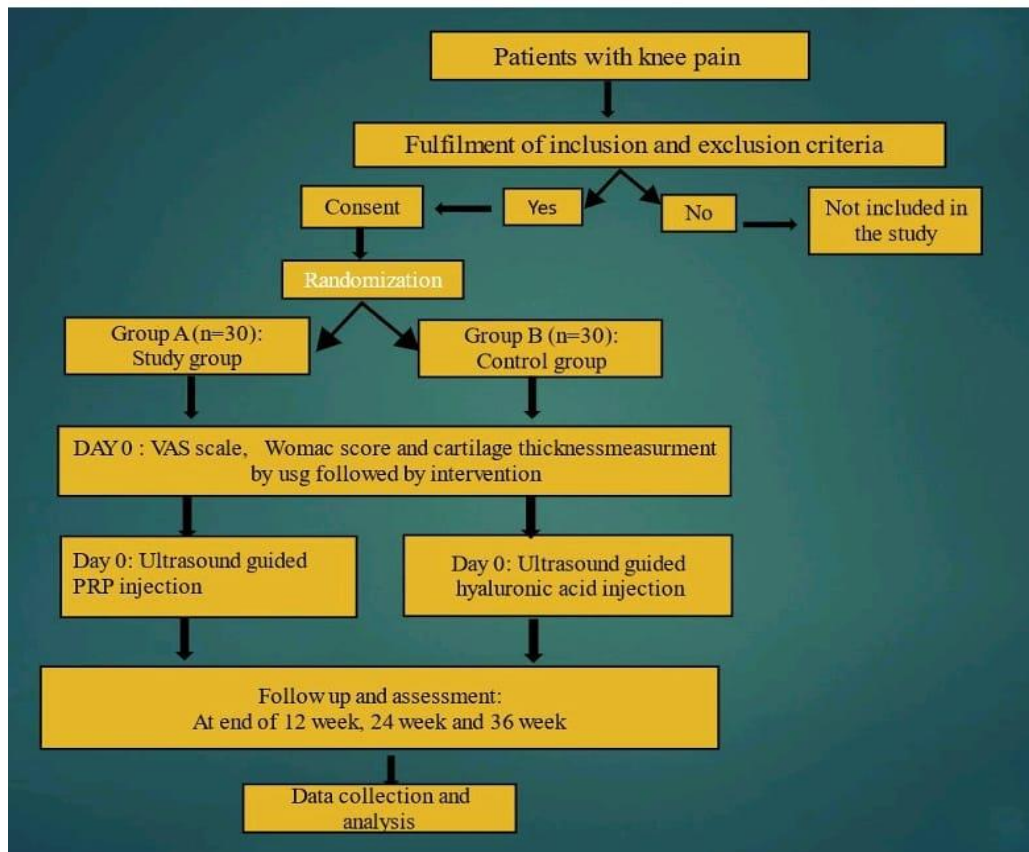 Patients with knee pain
Fulfilment of inclusion and exclusion criteria
Consent
Yes
No
Not included in
the study
Randomization
Group A (n=30):
Study group
Group B (n=30):
Control group
DAY 0 : VAS scale, Womac score and cartilage thicknessmeasurment
by usg followed by intervention
Day 0: Ultrasound guided
PRP injection
Day 0: Ultrasound guided
hyaluronic acid injection
Follow up and assessment:
At end of 12 week, 24 week and 36 week
Data collection and
analysis